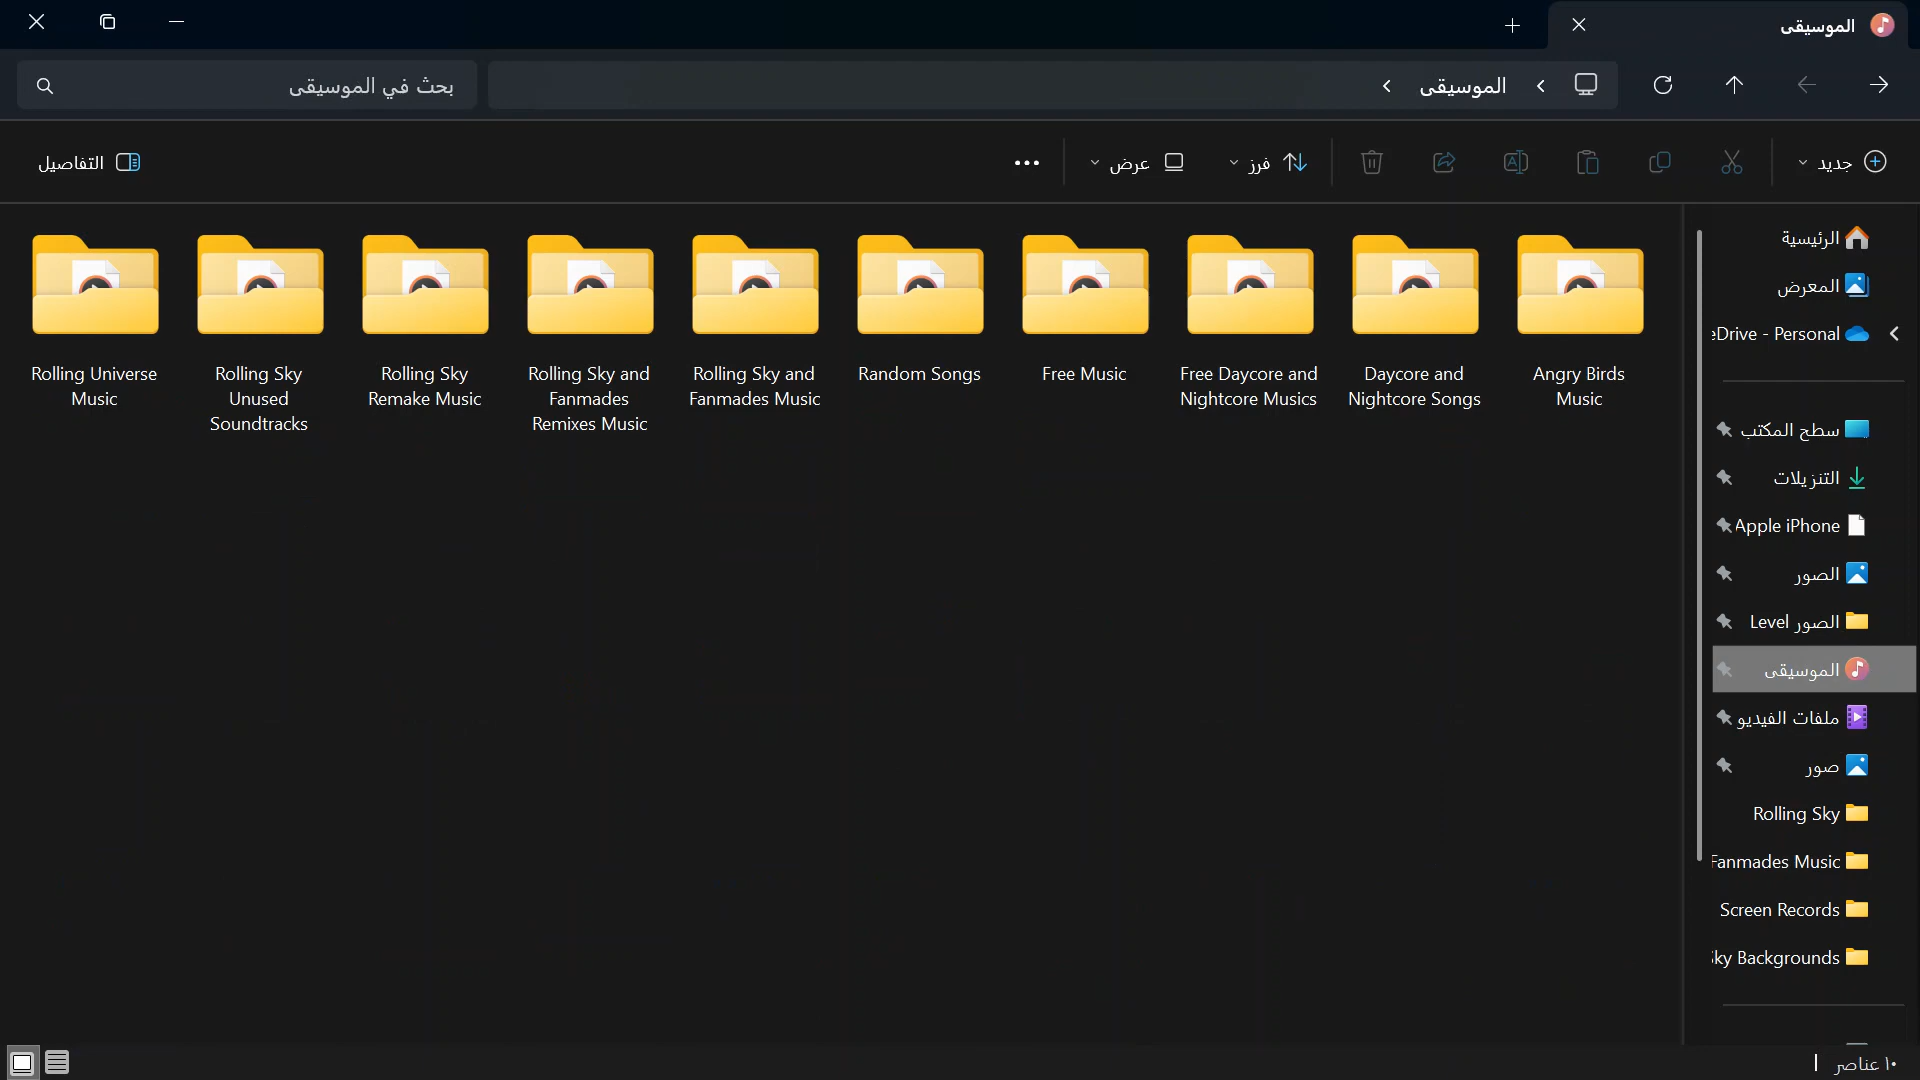 الموسيقى
الموسيقى
بحث في الموسيقى
جديد
فرز
عرض
التفاصيل
الرئيسية
المعرض
Drive - Personal
سطح المكتب
التنزيلات
Apple iPhone
الصور
الصور Level
الموسيقى
ملفات الفيديو
صور
Rolling Sky
Fanmades Music
Screen Records
ky Backgrounds
Angry Birds
Music
Daycore and
Nightcore Songs
Free Daycore and
Nightcore Musics
Free Music
Random Songs
Rolling Sky and
Fanmades Music
Rolling Sky and
Fanmades
Remixes Music
Rolling Sky
Remake Music
Rolling Sky
Unused
Soundtracks
Rolling Universe
Music
١٠ عناصر